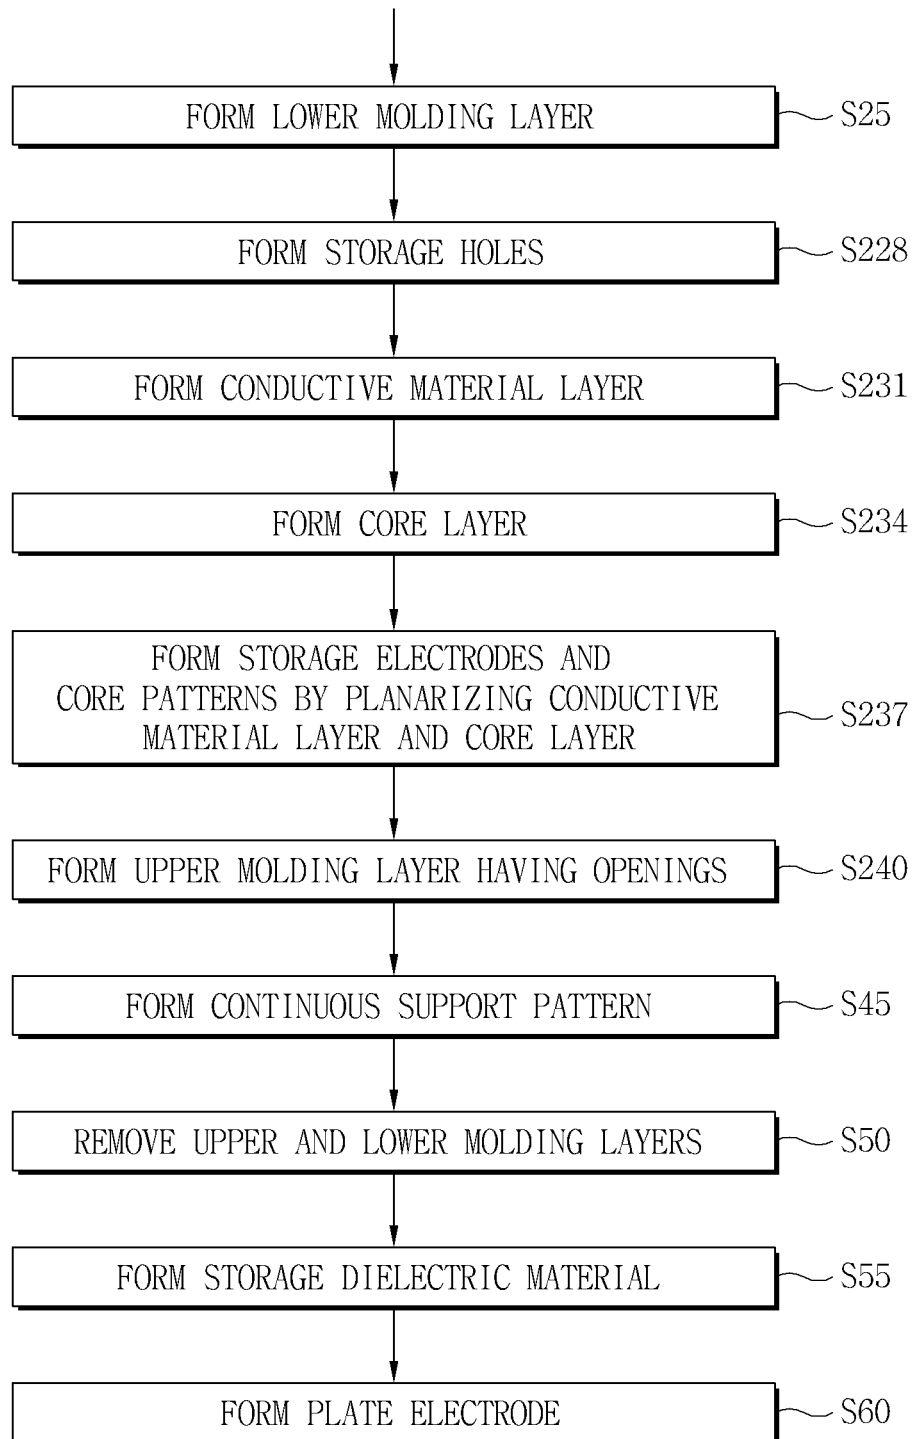 FORM LOWER MOLDING LAYER
S25
FORM STORAGE HOLES
S228
FORM CONDUCTIVE MATERIAL LAYER
S231
FORM CORE LAYER
S234
FORM STORAGE ELECTRODES AND
CORE PATTERNS BY PLANARIZING CONDUCTIVE
MATERIAL LAYER AND CORE LAYER
S237
FORM UPPER MOLDING LAYER HAVING OPENINGS
S240
FORM CONTINUOUS SUPPORT PATTERN
S45
REMOVE UPPER AND LOWER MOLDING LAYERS
S50
FORM STORAGE DIELECTRIC MATERIAL
S55
FORM PLATE ELECTRODE
S60